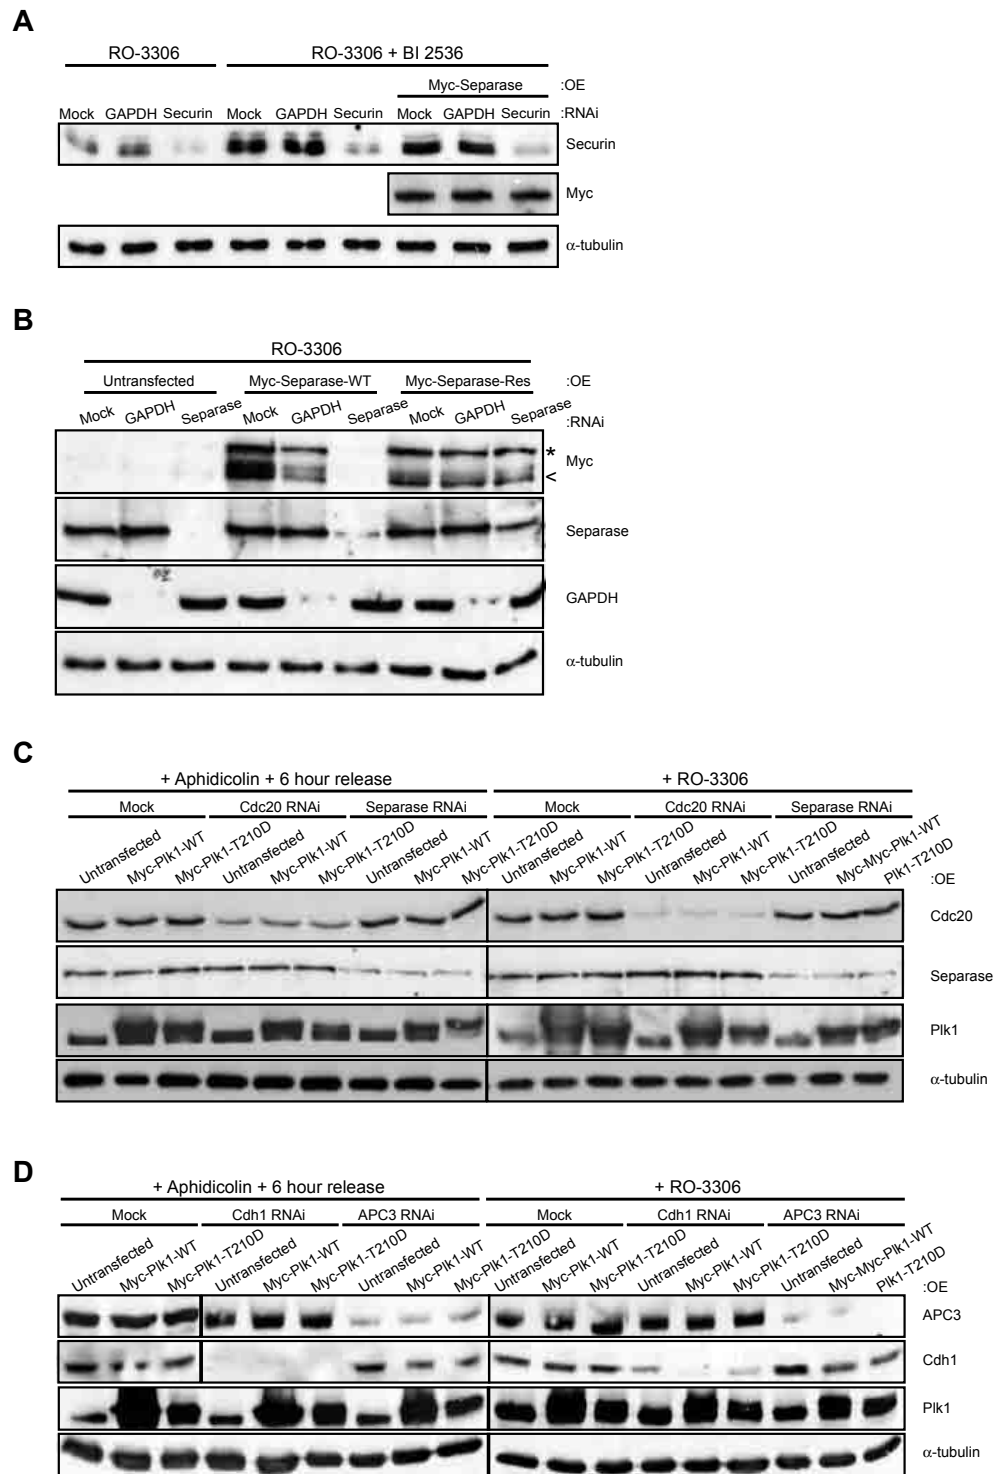 A
RO-3306 RO-3306 + BI 2536
Myc-Separase :OE
Mock GAPDH Securin Mock GAPDH Securin Mock GAPDH Securin :RNAi
Securin
Myc
α-tubulin
B
RO-3306
Untransfected Myc-Separase-WT Myc-Separase-Res :OE
Mock GAPDH Separase Mock GAPDH Separase Mock GAPDH Separase :RNAi
*
Myc
<
Separase
GAPDH
α-tubulin
C
+ Aphidicolin + 6 hour release + RO-3306
Mock Cdc20 RNAi Separase RNAi Mock Cdc20 RNAi Separase RNAi
Untransfected Myc-Plk1-WT Myc-Plk1-T210D Untransfected Myc-Plk1-WT Myc-Plk1-T210D Untransfected Myc-Plk1-WT Myc-Plk1-T210D Untransfected Myc-Plk1-WT Myc-Plk1-T210D Untransfected Myc-Plk1-WT Myc-Plk1-T210D Untransfected Myc-Myc-Plk1-WT Plk1-T210D :OE
Cdc20
Separase
Plk1
α-tubulin
D
+ Aphidicolin + 6 hour release + RO-3306
Mock Cdh1 RNAi APC3 RNAi Mock Cdh1 RNAi APC3 RNAi
Untransfected Myc-Plk1-WT Myc-Plk1-T210D Untransfected Myc-Plk1-WT Myc-Plk1-T210D Untransfected Myc-Plk1-WT Myc-Plk1-T210D Untransfected Myc-Plk1-WT Myc-Plk1-T210D Untransfected Myc-Plk1-WT Myc-Plk1-T210D Untransfected Myc-Myc-Plk1-WT Plk1-T210D :OE
APC3
Cdh1
Plk1
α-tubulin